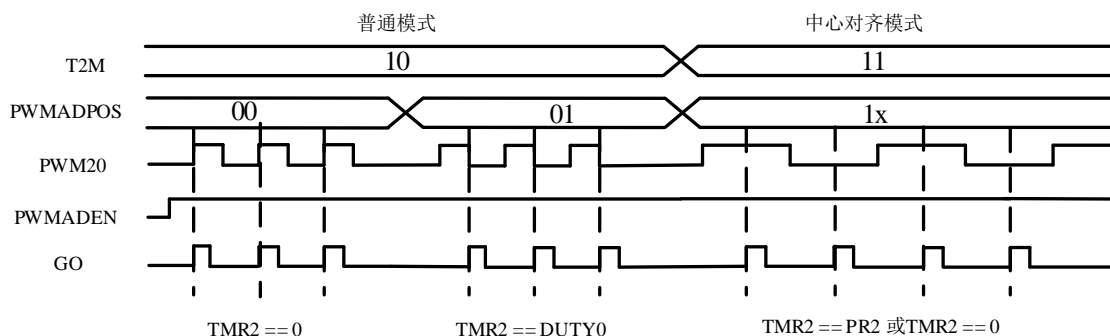 普通模式 中心对齐模式
T2M 10 11
PWMADPOS 00 01 1x
PWM20
PWMADEN
GO
TMR2 == 0 TMR2 == DUTY0 TMR2 == PR2 或TMR2 == 0